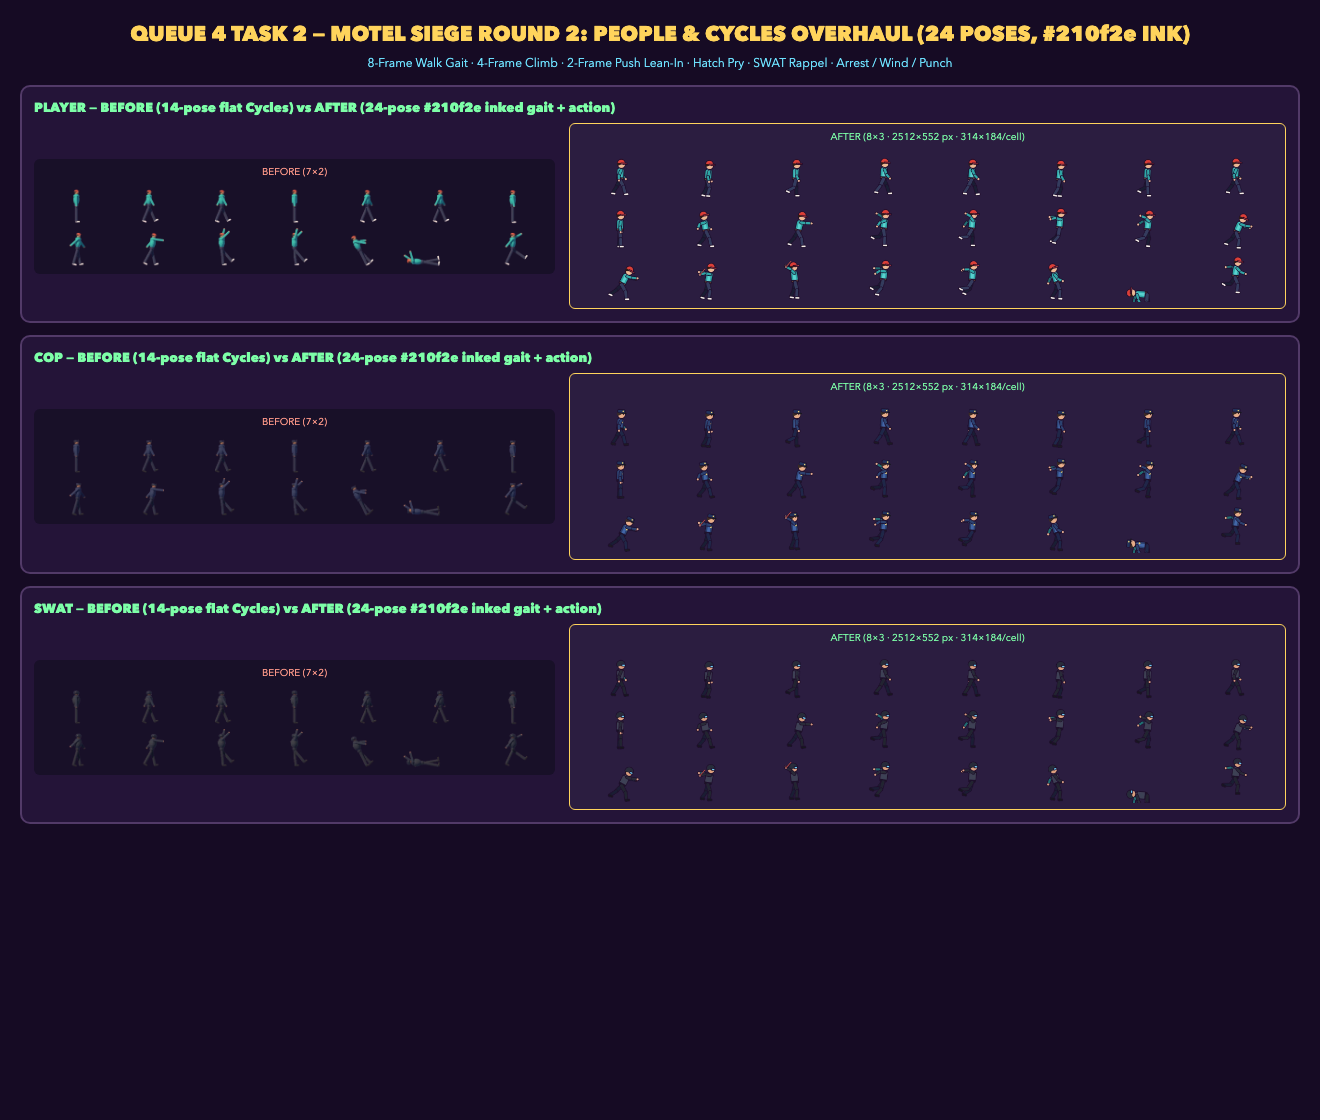 QUEUE 4 TASK 2 – MOTEL SIEGE ROUND 2: PEOPLE & CYCLES OVERHAUL (24 POSES, #210f2e INK)
8-Frame Walk Gait · 4-Frame Climb · 2-Frame Push Lean-In · Hatch Pry · SWAT Rappel · Arrest / Wind / Punch
PLAYER – BEFORE (14-pose flat Cycles) vs AFTER (24-pose #210f2e inked gait + action)
BEFORE (7×2)
AFTER (8×3 · 2512×552 px · 314×184/cell)
COP – BEFORE (14-pose flat Cycles) vs AFTER (24-pose #210f2e inked gait + action)
BEFORE (7×2)
AFTER (8×3 · 2512×552 px · 314×184/cell)
SWAT – BEFORE (14-pose flat Cycles) vs AFTER (24-pose #210f2e inked gait + action)
BEFORE (7×2)
AFTER (8×3 · 2512×552 px · 314×184/cell)